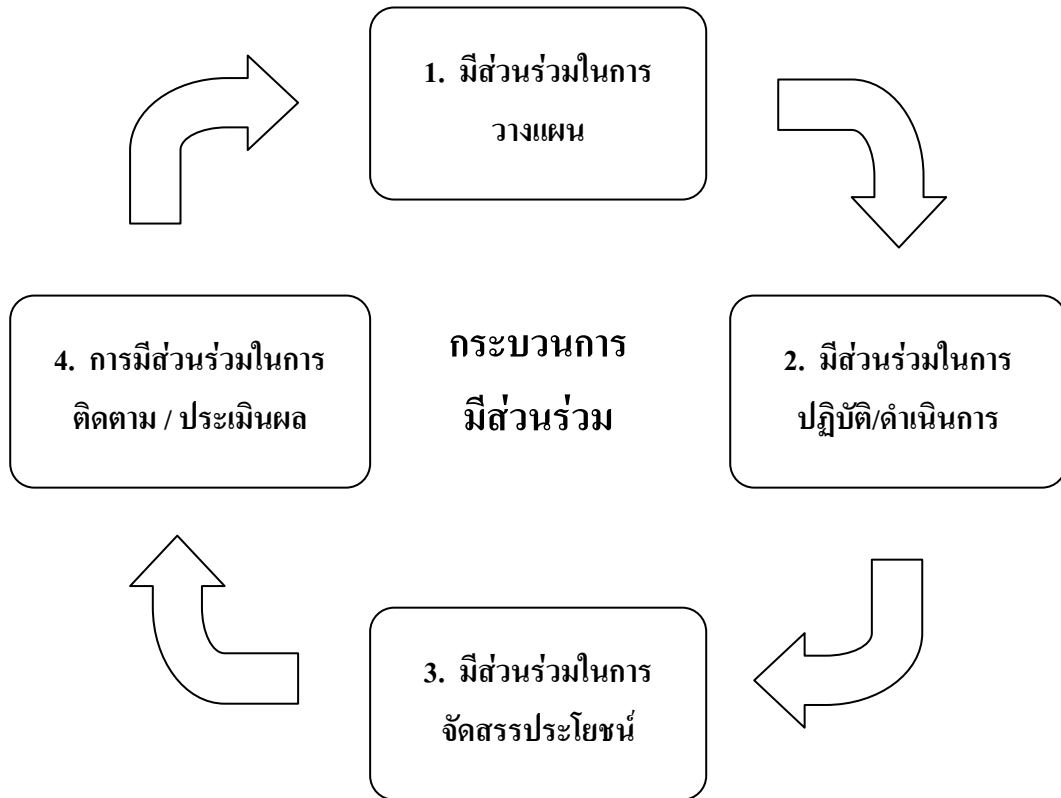 1. มีส่วนร่วมในการ
วางแผน
กระบวนการ
มีส่วนร่วม
2. มีส่วนร่วมในการ
ปฏิบัติ/ดำเนินการ
3. มีส่วนร่วมในการ
จัดสรรประโยชน์
4. การมีส่วนร่วมในการ
ติดตาม / ประเมินผล